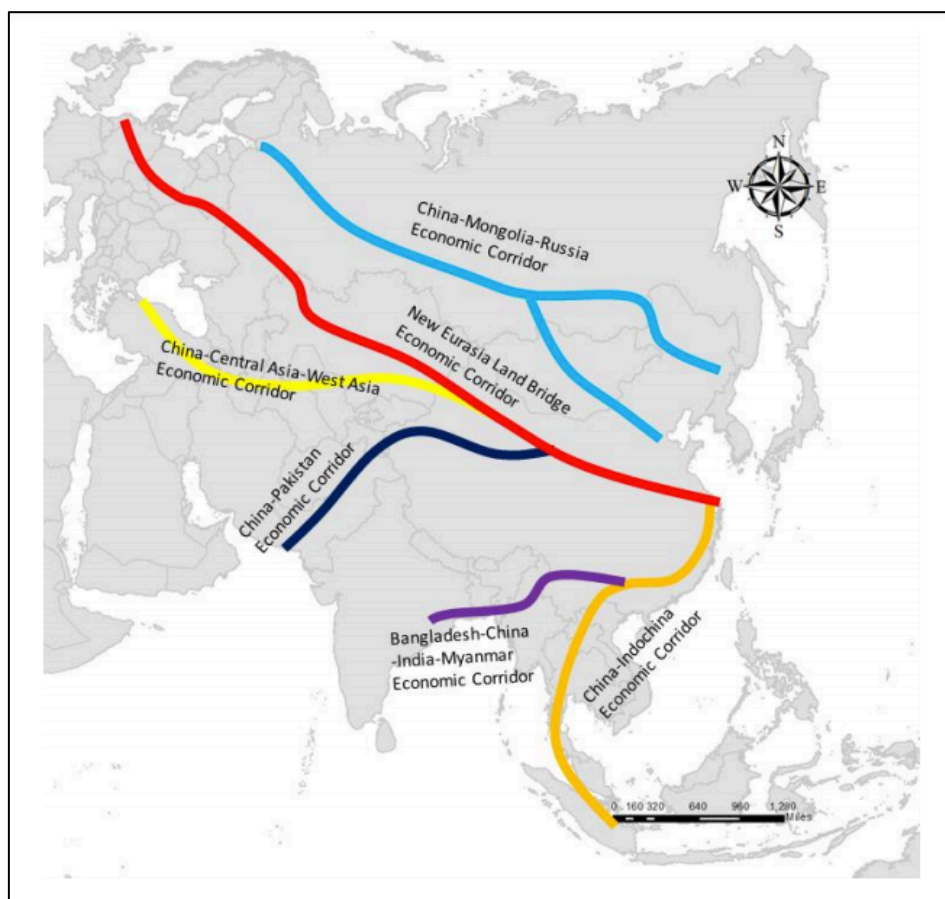 N
W E
S
China-Mongolia-Russia
Economic Corridor
New Eurasia Land Bridge
Economic Corridor
China-Central Asia-West Asia
Economic Corridor
China-Pakistan
Economic Corridor
Bangladesh-China
-India-Myanmar
Economic Corridor
China-Indochina
Economic Corridor
0 160 320 640 960 1,280
Miles